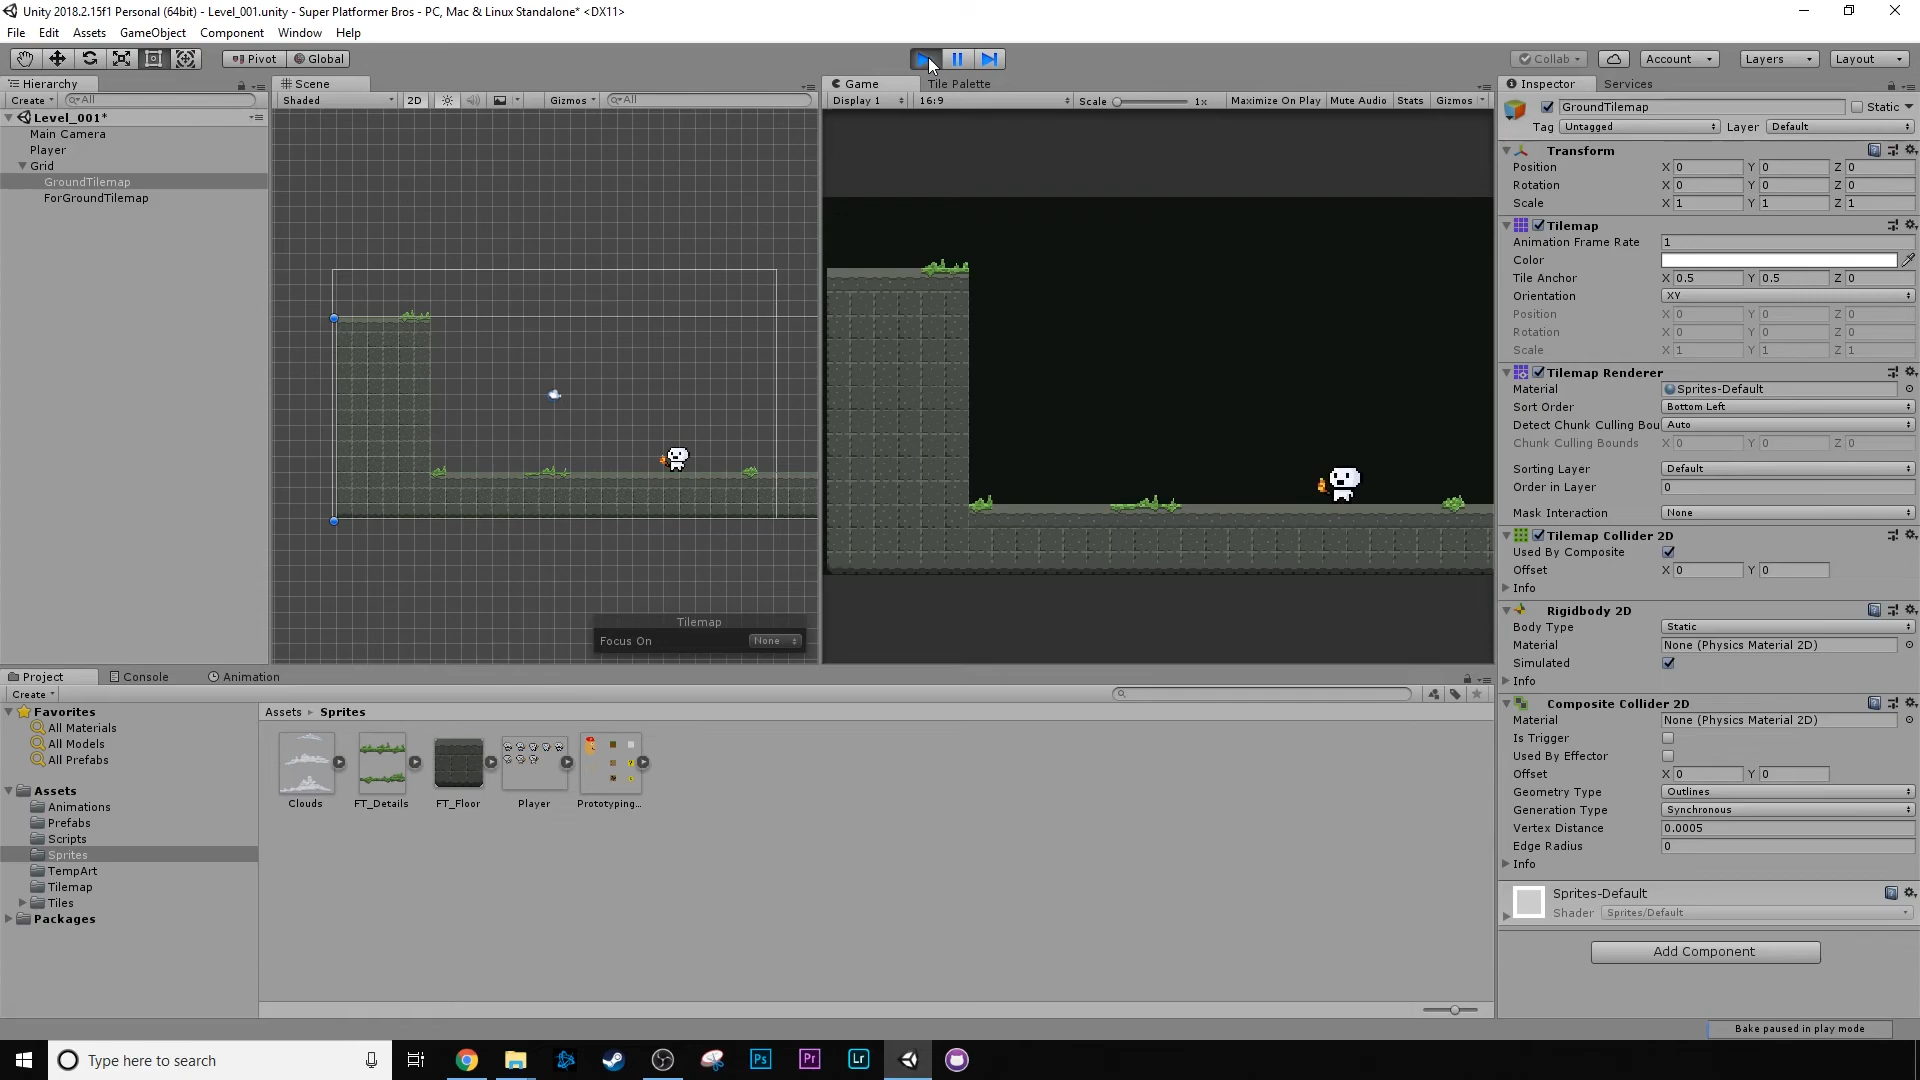 Unity 2018.2.15f1 Personal (64bit) - Level_001.unity - Super Platformer Bros - PC, Mac & Linux Standalone* <DX11>
File Edit Assets GameObject Component Window Help
Pivot Global Collab Account Layers Layout
Hierarchy
Create All
Level_001*
Main Camera
Player
Grid
GroundTilemap
ForGroundTilemap
Scene
Shaded 2D Gizmos All
Tilemap
Focus On None
Game Tile Palette
Display 1 16:9 Scale 1x Maximize On Play Mute Audio Stats Gizmos
Inspector Services
GroundTilemap Static
Tag Untagged Layer Default
Transform
Position X 0 Y 0 Z 0
Rotation X 0 Y 0 Z 0
Scale X 1 Y 1 Z 1
Tilemap
Animation Frame Rate 1
Color
Tile Anchor X 0.5 Y 0.5 Z 0
Orientation XY
Position X 0 Y 0 Z 0
Rotation X 0 Y 0 Z 0
Scale X 1 Y 1 Z 1
Tilemap Renderer
Material Sprites-Default
Sort Order Bottom Left
Detect Chunk Culling Bou Auto
Chunk Culling Bounds X 0 Y 0 Z 0
Sorting Layer Default
Order in Layer 0
Mask Interaction None
Tilemap Collider 2D
Used By Composite
Offset X 0 Y 0
Info
Rigidbody 2D
Body Type Static
Material None (Physics Material 2D)
Simulated
Info
Composite Collider 2D
Material None (Physics Material 2D)
Is Trigger
Used By Effector
Offset X 0 Y 0
Geometry Type Outlines
Generation Type Synchronous
Vertex Distance 0.0005
Edge Radius 0
Info
Sprites-Default
Shader Sprites/Default
Add Component
Project Console Animation
Create
Favorites
All Materials
All Models
All Prefabs
Assets
Animations
Prefabs
Scripts
Sprites
TempArt
Tilemap
Tiles
Packages
Assets Sprites
Clouds FT_Details FT_Floor Player Prototyping...
Bake paused in play mode
Type here to search
Ps Pr Lr